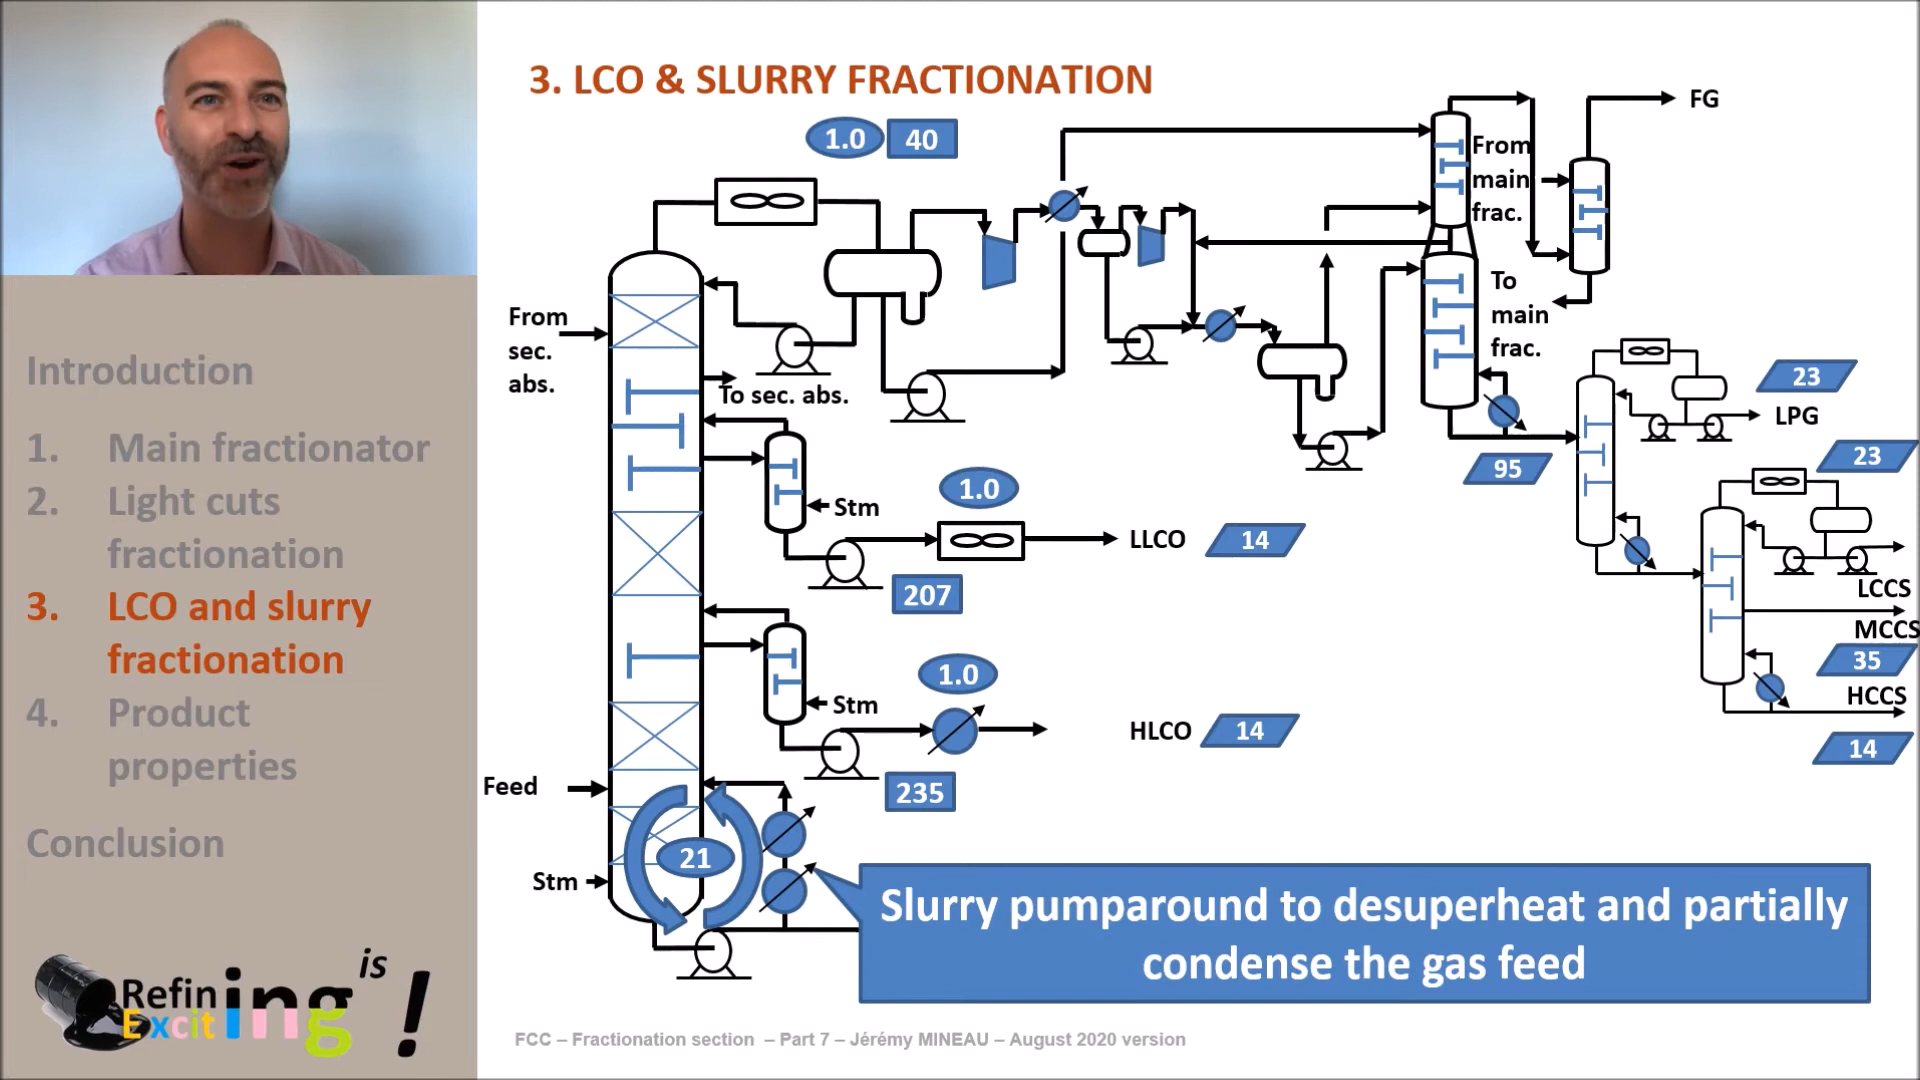 3. LCO & SLURRY FRACTIONATION
Introduction
1. Main fractionator
2. Light cuts
fractionation
3. LCO and slurry
fractionation
4. Product
properties
Conclusion
Refin
Excit
ing
is
!
1.0
40
FG
From
main
frac.
To
main
frac.
From
sec.
abs.
To sec. abs.
23
LPG
95
23
Stm
1.0
LLCO
14
207
LCCS
MCCS
35
HCCS
14
Stm
1.0
HLCO
14
235
Feed
21
Stm
Slurry pumparound to desuperheat and partially
condense the gas feed
FCC – Fractionation section – Part 7 – Jérémy MINEAU – August 2020 version